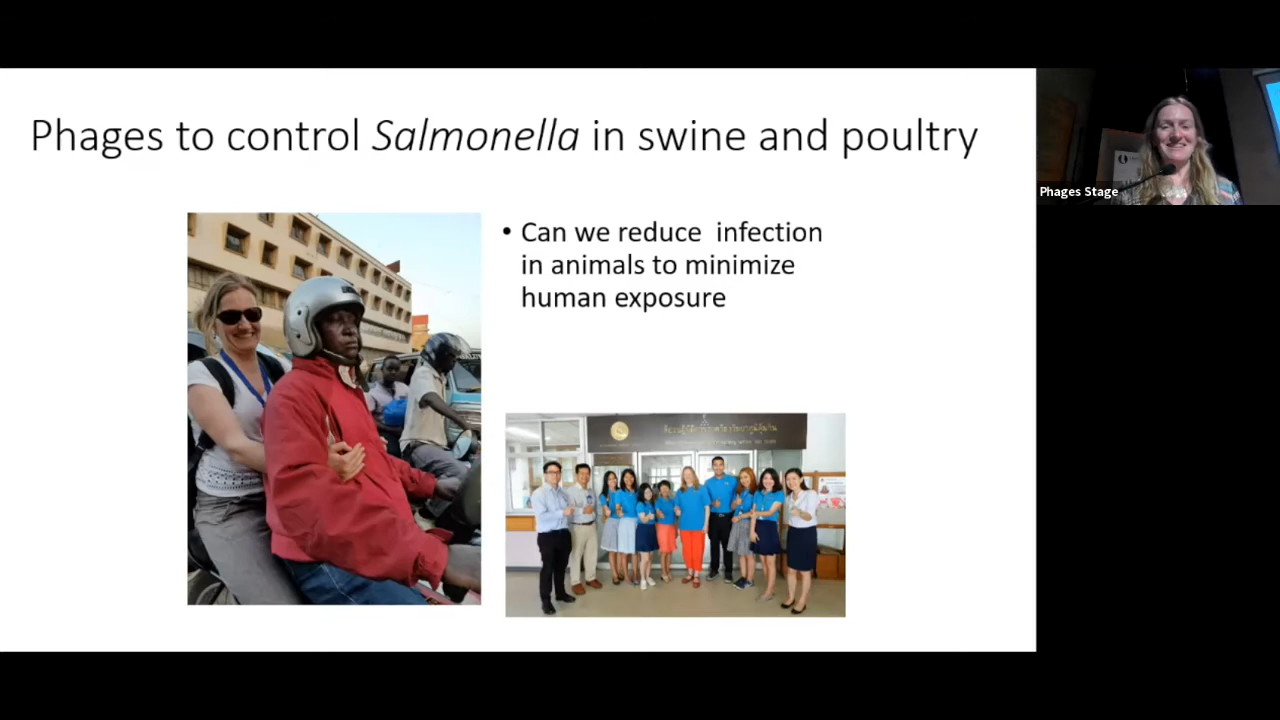 Phages to control Salmonella in swine and poultry
Phages Stage
• Can we reduce infection
in animals to minimize
human exposure